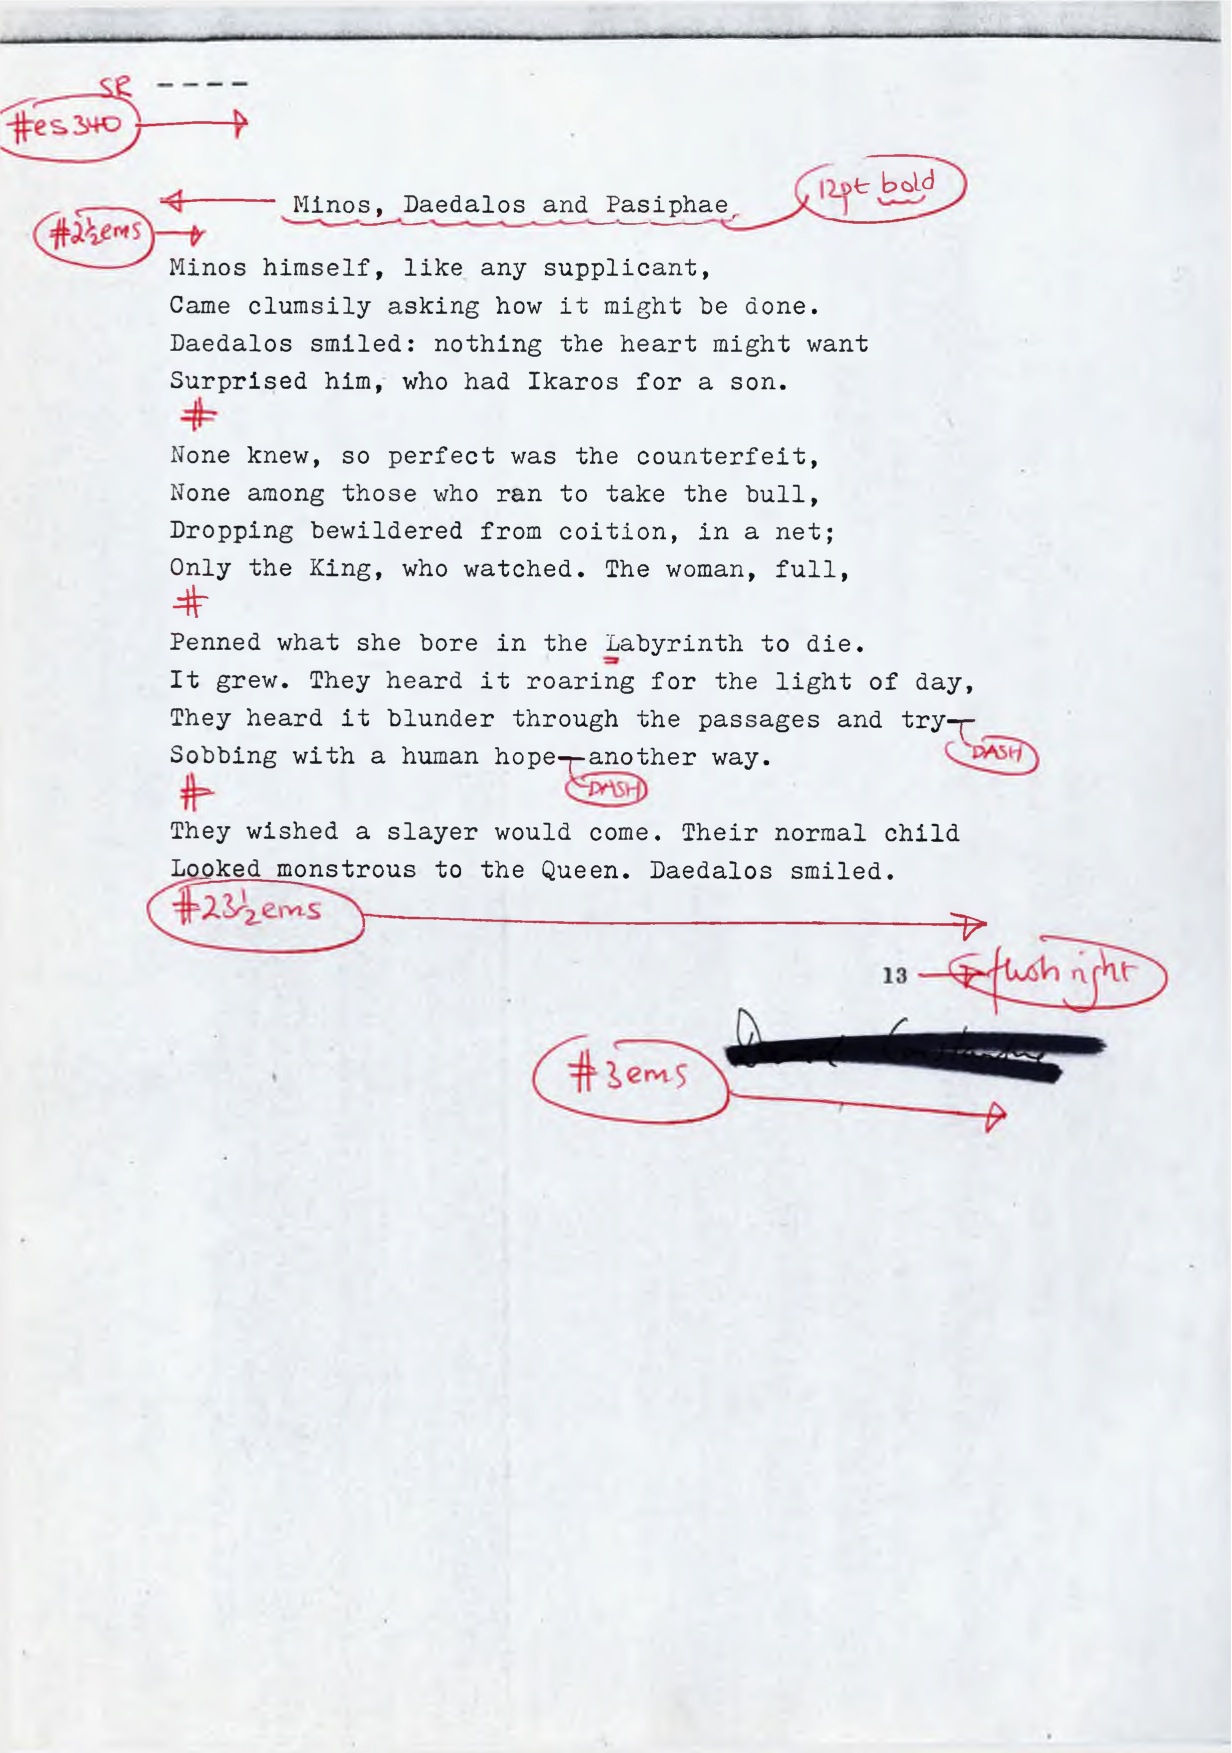 SR ----
#es340
Minos, Daedalos and Pasiphae
12pt bold
#2½ems
Minos himself, like any supplicant,
Came clumsily asking how it might be done.
Daedalos smiled: nothing the heart might want
Surprised him, who had Ikaros for a son.
#
None knew, so perfect was the counterfeit,
None among those who ran to take the bull,
Dropping bewildered from coition, in a net;
Only the King, who watched. The woman, full,
#
Penned what she bore in the Labyrinth to die.
It grew. They heard it roaring for the light of day,
They heard it blunder through the passages and try—
DASH
Sobbing with a human hope—another way.
DASH
#
They wished a slayer would come. Their normal child
Looked monstrous to the Queen. Daedalos smiled.
#23½ems
13 flush right
#3ems